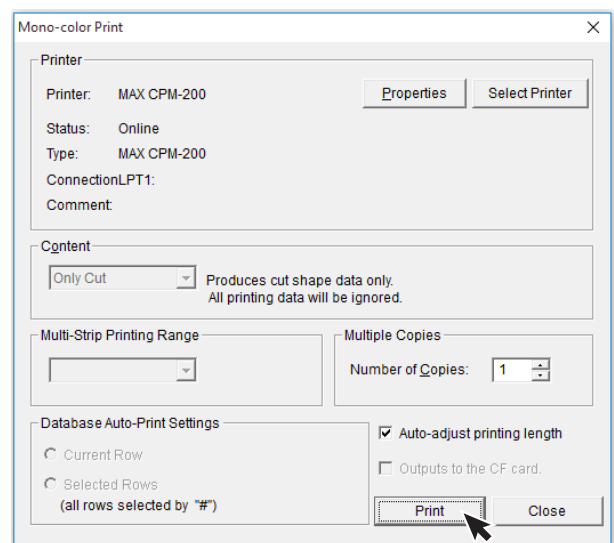 Mono-color Print
Printer
Printer: MAX CPM-200 Properties Select Printer
Status: Online
Type: MAX CPM-200
ConnectionLPT1:
Comment:
Content
Only Cut Produces cut shape data only.
All printing data will be ignored.
Multi-Strip Printing Range Multiple Copies
Number of Copies: 1
Database Auto-Print Settings
Auto-adjust printing length
Current Row
Outputs to the CF card.
Selected Rows
(all rows selected by "#")
Print Close